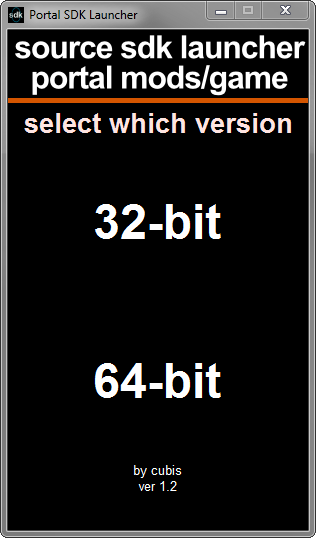 sdk Portal SDK Launcher
source sdk launcher
portal mods/game
select which version
32-bit
64-bit
by cubis
ver 1.2